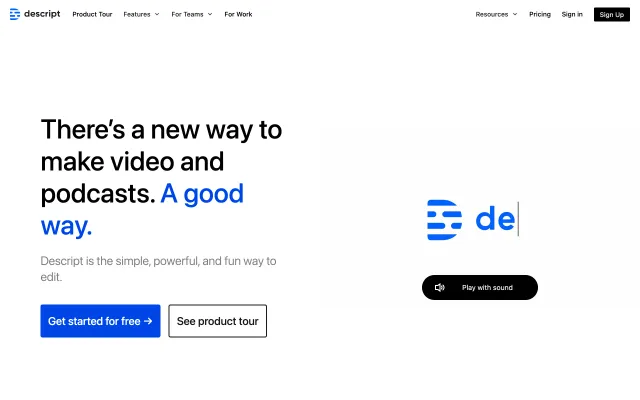 descript
Product Tour
Features
For Teams
For Work
Resources
Pricing
Sign in
Sign Up
There's a new way to
make video and
podcasts. A good
way.
Descript is the simple, powerful, and fun way to
edit.
Get started for free →
See product tour
de
Play with sound